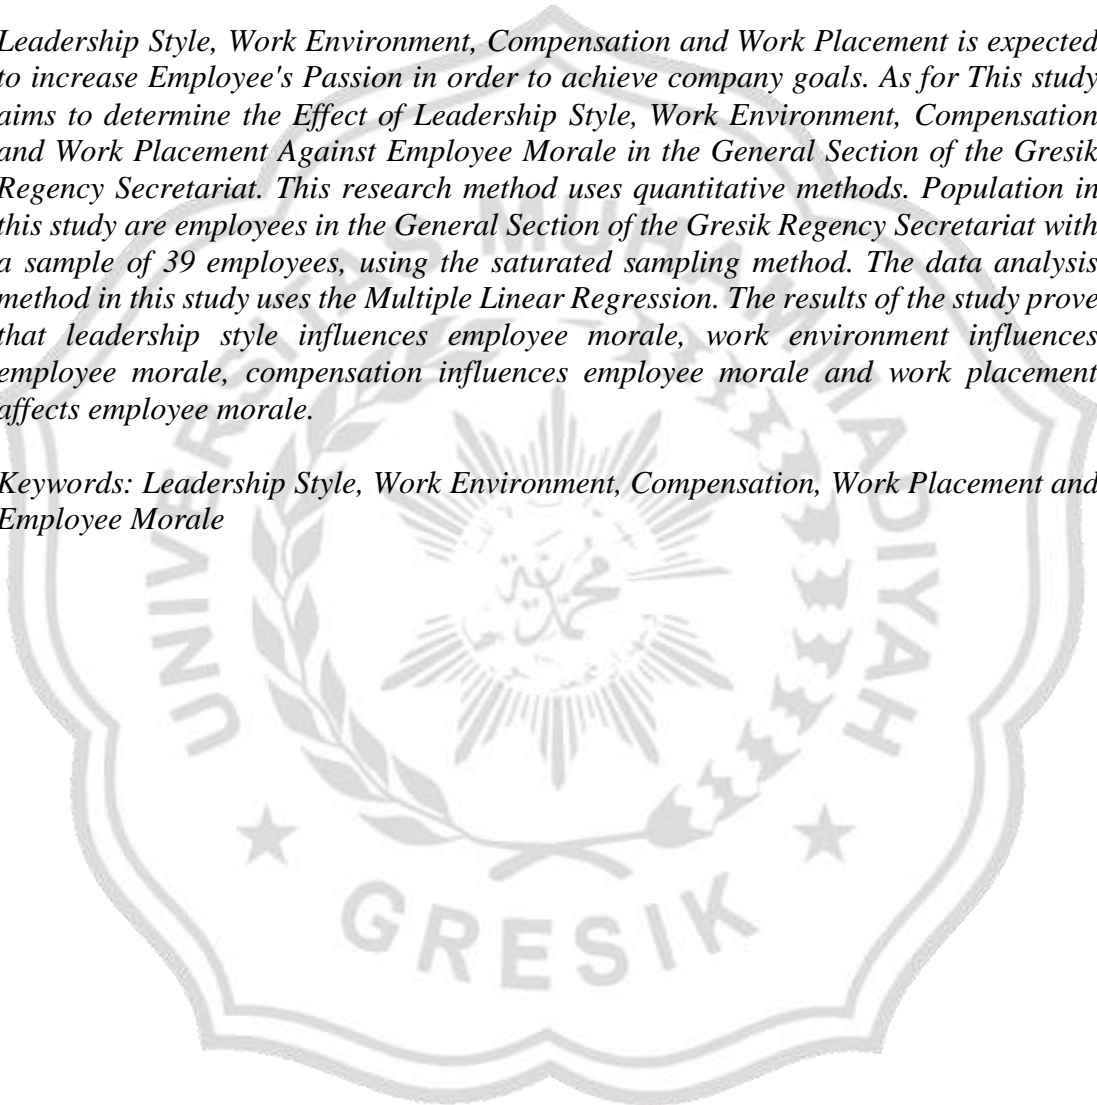 Leadership Style, Work Environment, Compensation and Work Placement is expected
to increase Employee's Passion in order to achieve company goals. As for This study
aims to determine the Effect of Leadership Style, Work Environment, Compensation
and Work Placement Against Employee Morale in the General Section of the Gresik
Regency Secretariat. This research method uses quantitative methods. Population in
this study are employees in the General Section of the Gresik Regency Secretariat with
a sample of 39 employees, using the saturated sampling method. The data analysis
method in this study uses the Multiple Linear Regression. The results of the study prove
that leadership style influences employee morale, work environment influences
employee morale, compensation influences employee morale and work placement
affects employee morale.
Keywords: Leadership Style, Work Environment, Compensation, Work Placement and
Employee Morale
UNIVERSITAS MUHAMMADIYAH
GRESIK